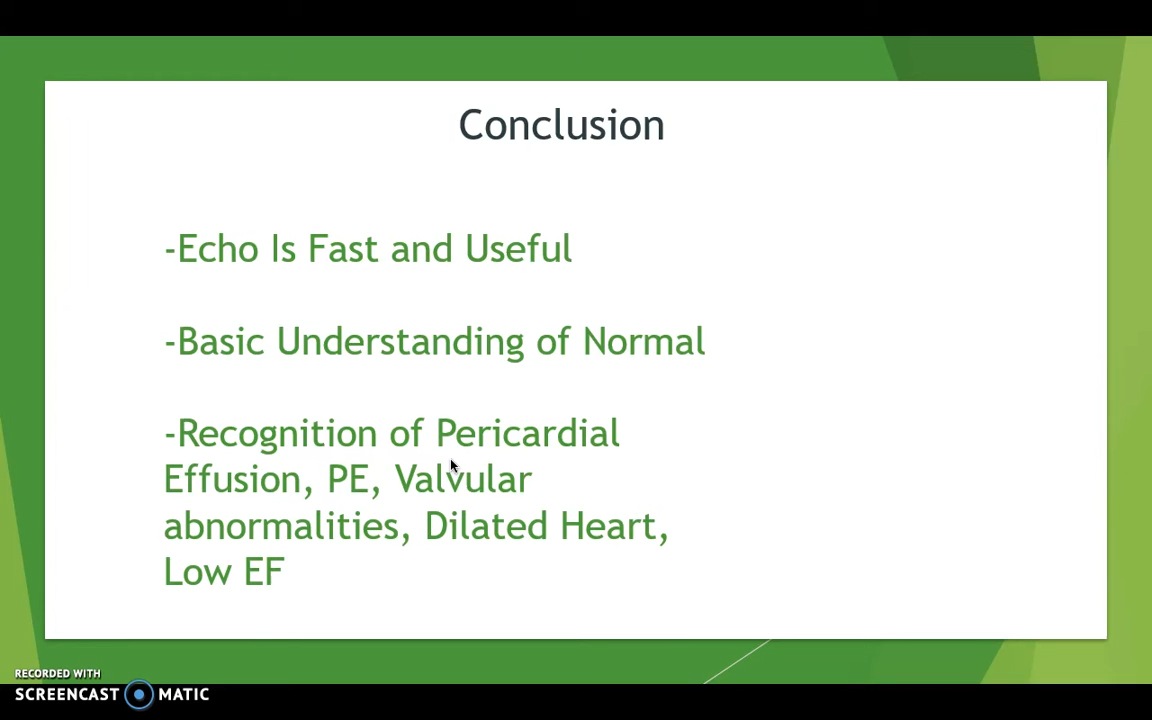 Conclusion
-Echo Is Fast and Useful
-Basic Understanding of Normal
-Recognition of Pericardial
Effusion, PE, Valvular
abnormalities, Dilated Heart,
Low EF
RECORDED WITH
SCREENCAST MATIC